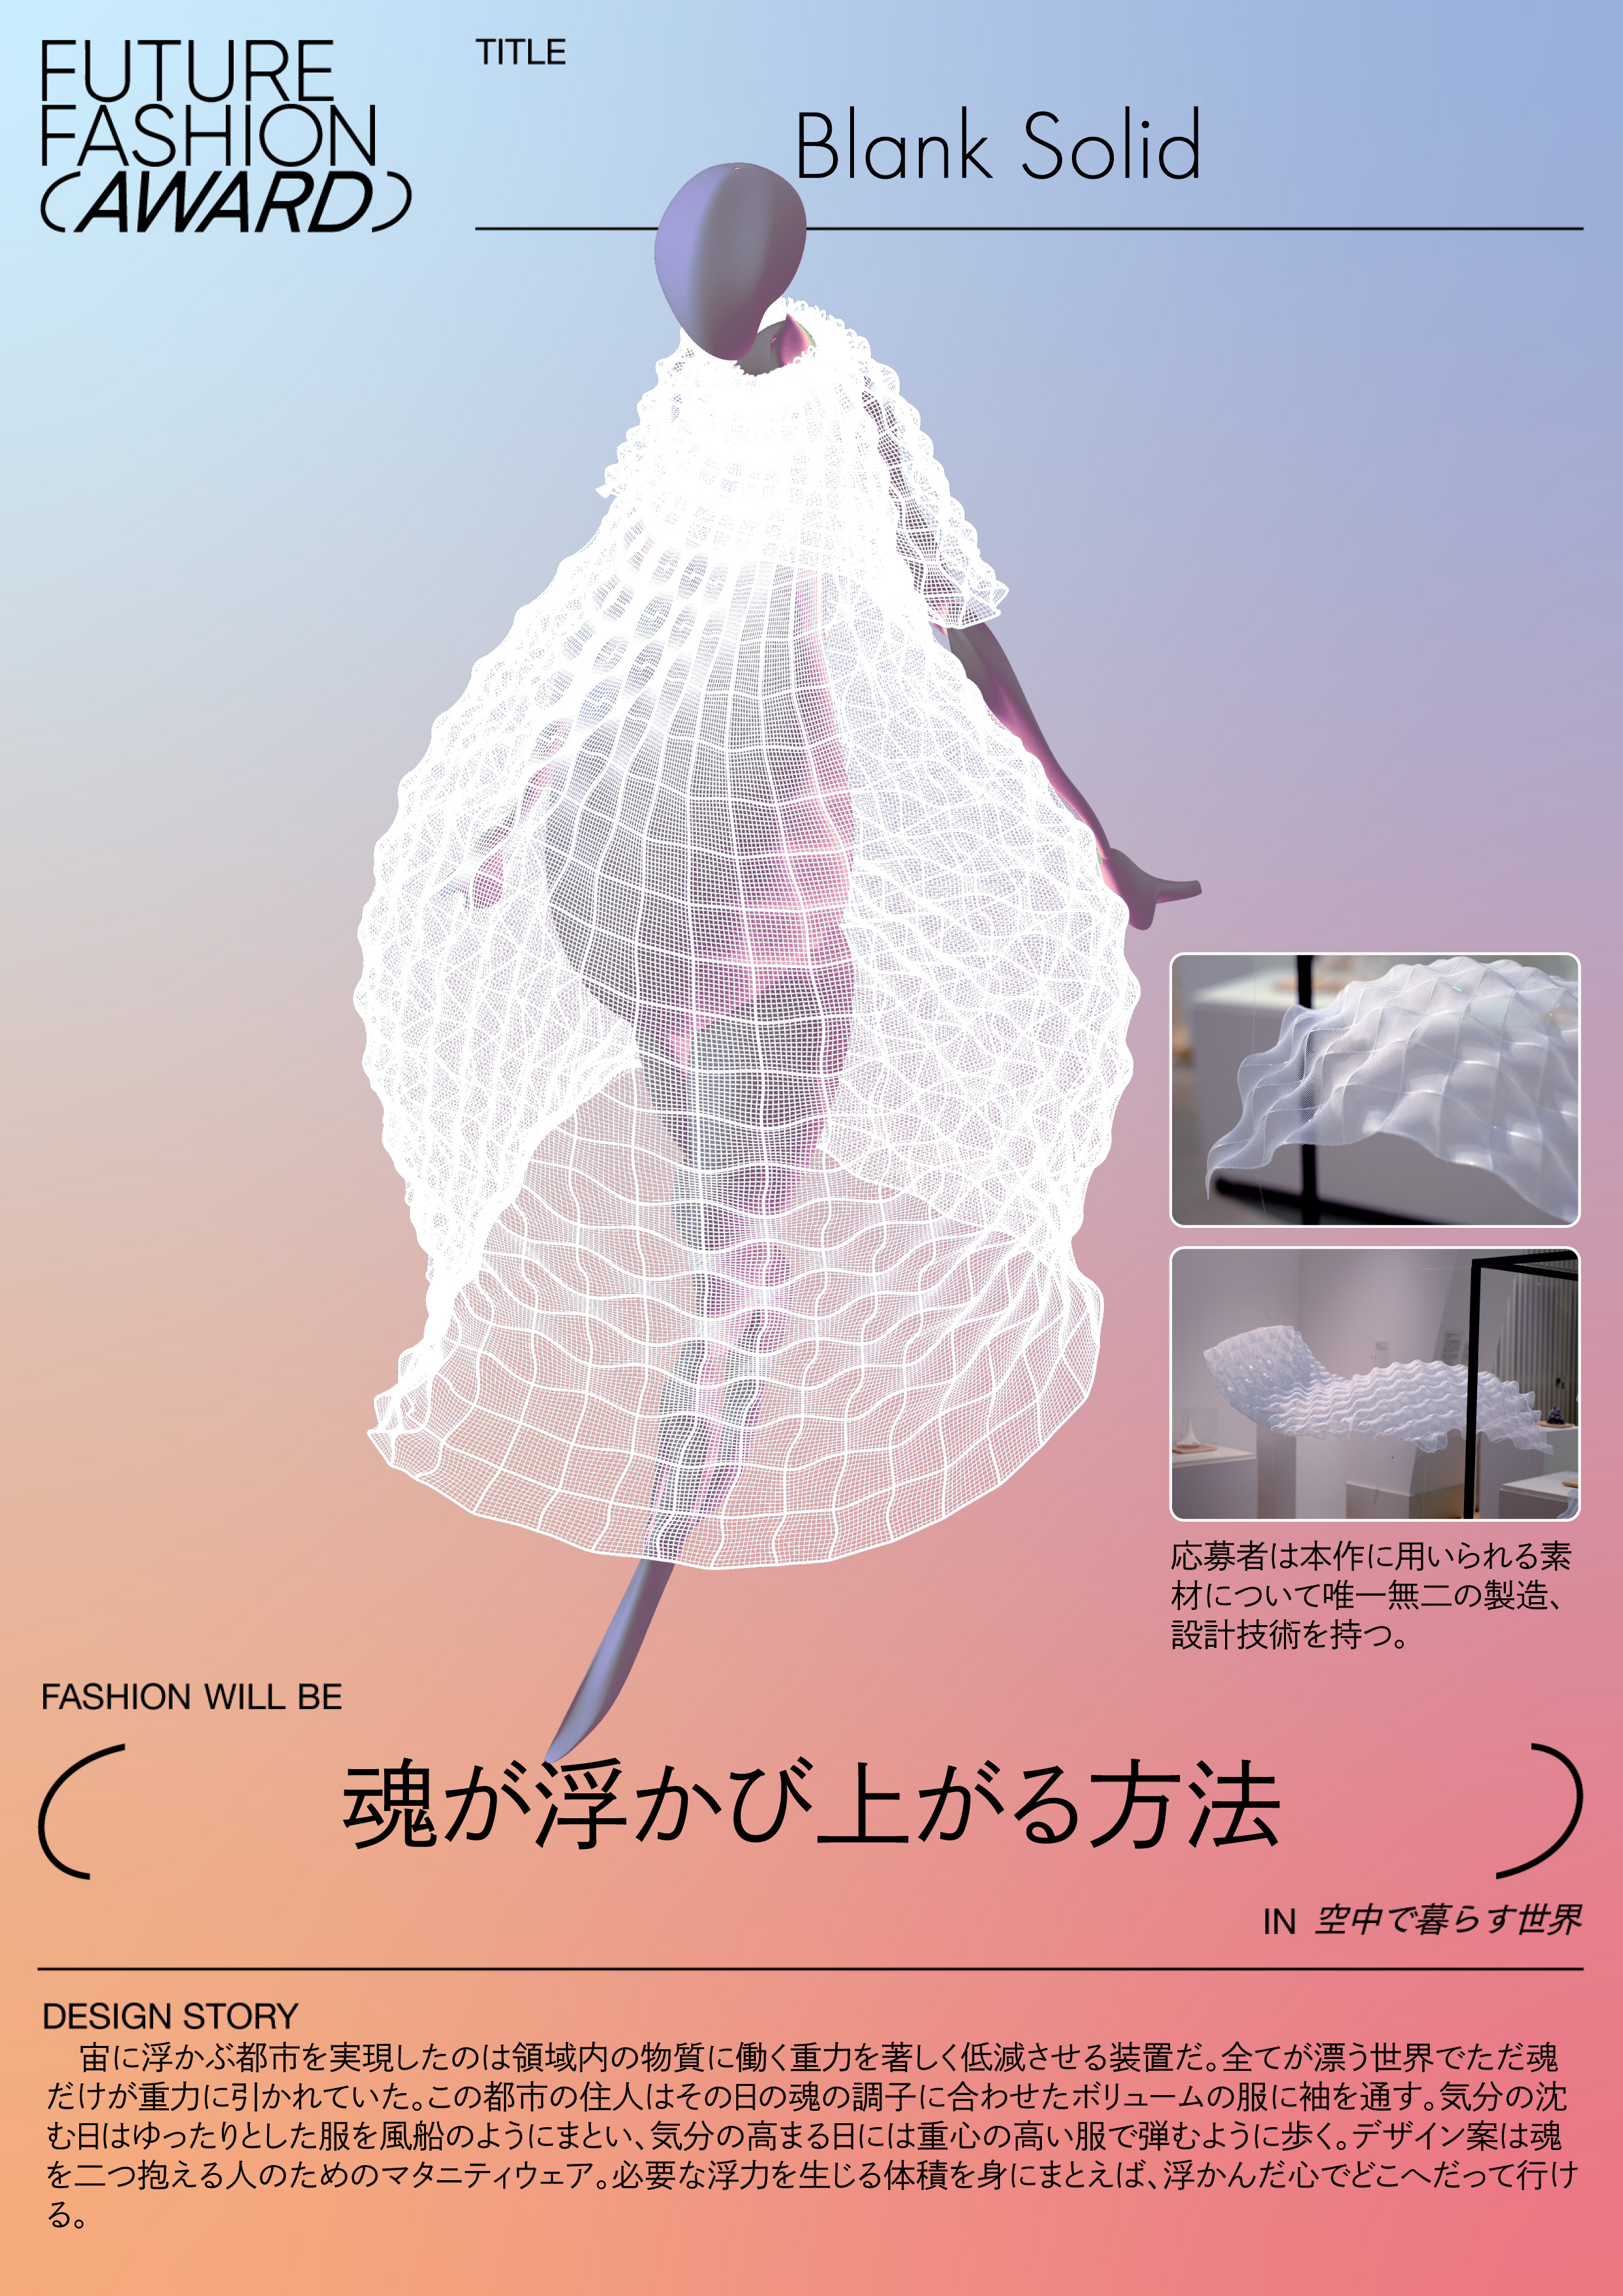 FUTURE
FASHION
(AWARD)
TITLE
Blank Solid
応募者は本作に用いられる素
材について唯一無二の製造、
設計技術を持つ。
FASHION WILL BE
(魂が浮かび上がる方法)
IN 空中で暮らす世界
DESIGN STORY
宙に浮かぶ都市を実現したのは領域内の物質に働く重力を著しく低減させる装置だ。全てが漂う世界でただ魂
だけが重力に引かれていた。この都市の住人はその日の魂の調子に合わせたボリュームの服に袖を通す。気分の沈
む日はゆったりとした服を風船のようにまとい、気分の高まる日には重心の高い服で弾むように歩く。デザイン案は魂
を二つ抱える人のためのマタニティウェア。必要な浮力を生じる体積を身にまとえば、浮かんだ心でどこへだって行け
る。